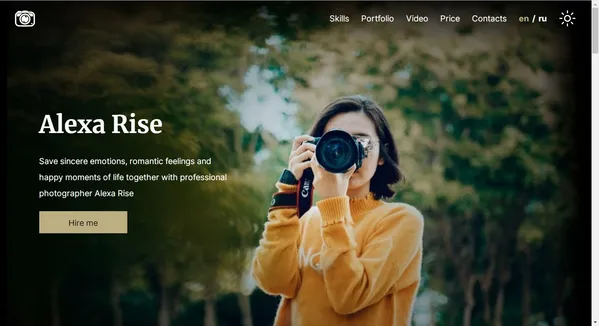 Skills Portfolio Video Price Contacts en / ru
Alexa Rise
Save sincere emotions, romantic feelings and
happy moments of life together with professional
photographer Alexa Rise
Hire me
Canon